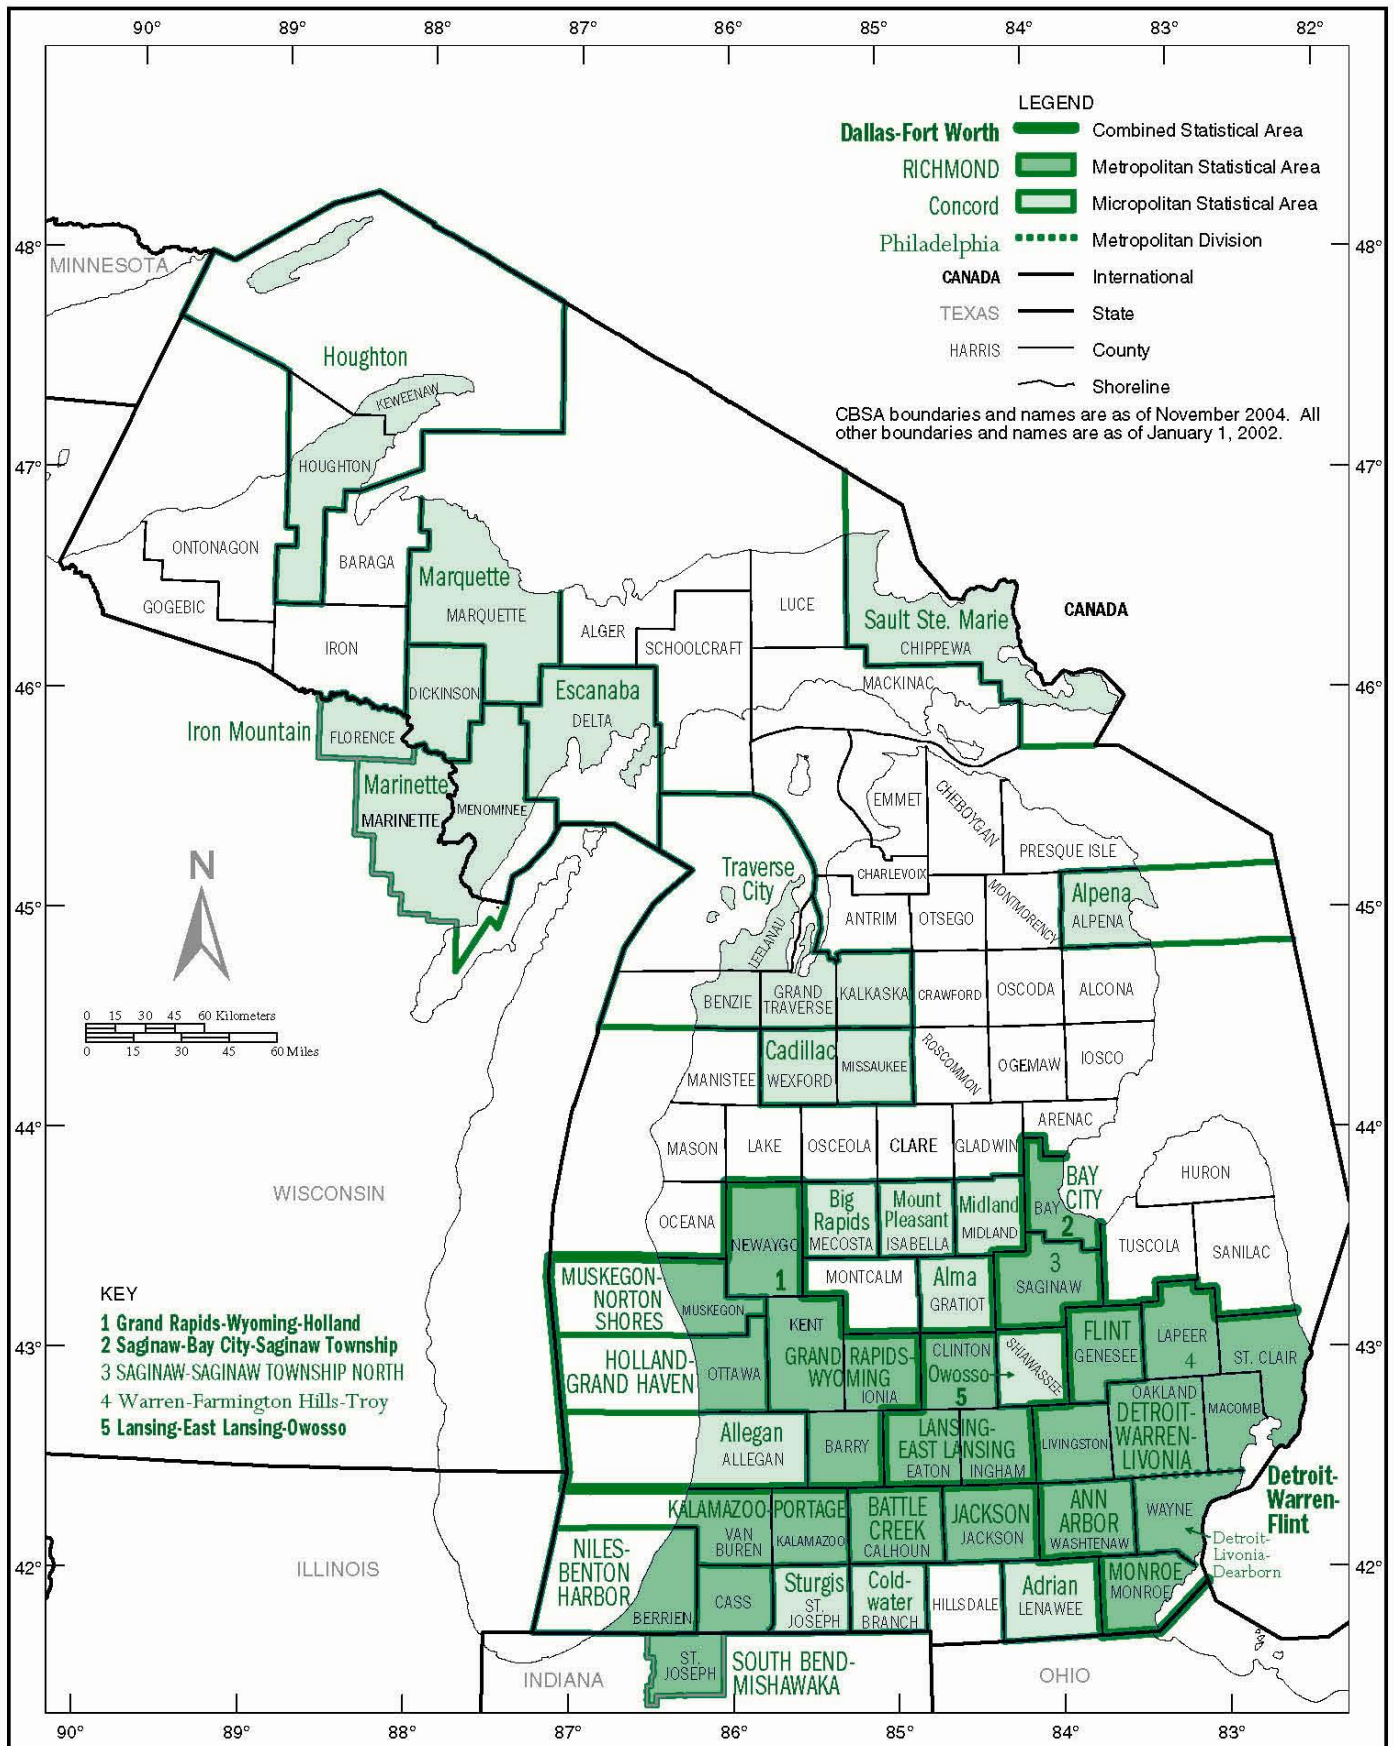 90° 89° 88° 87° 86° 85° 84° 83° 82°
LEGEND
Dallas-Fort Worth Combined Statistical Area
RICHMOND Metropolitan Statistical Area
Concord Micropolitan Statistical Area
Philadelphia Metropolitan Division
CANADA International
TEXAS State
HARRIS County
Shoreline
CBSA boundaries and names are as of November 2004. All
other boundaries and names are as of January 1, 2002.
48° 48°
MINNESOTA
Houghton
KEWEENAW
47° 47°
HOUGHTON
ONTONAGON
BARAGA
GOGEBIC
IRON
Marquette
MARQUETTE
ALGER
SCHOOLCRAFT
LUCE
Sault Ste. Marie
CHIPPEWA
CANADA
46° 46°
MACKINAC
DICKINSON
Escanaba
DELTA
Iron Mountain
FLORENCE
Marinette
MARINETTE
MENOMINEE
EMMET
CHEBOYGAN
PRESQUE ISLE
CHARLEVOIX
N
Traverse
City
LEELANAU
45° 45°
ANTRIM
OTSEGO
MONTMORENCY
Alpena
ALPENA
BENZIE
GRAND
TRAVERSE
KALKASKA
CRAWFORD
OSCODA
ALCONA
0 15 30 45 60 Kilometers
0 15 30 45 60 Miles
MANISTEE
Cadillac
WEXFORD
MISSAUKEE
ROSCOMMON
OGEMAW
IOSCO
44° 44°
MASON
LAKE
OSCEOLA
CLARE
GLADWIN
ARENAC
WISCONSIN
OCEANA
NEWAYGO
1
Big
Rapids
MECOSTA
Mount
Pleasant
ISABELLA
Midland
MIDLAND
BAY
CITY
BAY
2
HURON
TUSCOLA
SANILAC
MUSKEGON-
NORTON
SHORES
MUSKEGON
MONTCALM
Alma
GRATIOT
3
SAGINAW
KEY
1 Grand Rapids-Wyoming-Holland
2 Saginaw-Bay City-Saginaw Township
3 SAGINAW-SAGINAW TOWNSHIP NORTH
4 Warren-Farmington Hills-Troy
5 Lansing-East Lansing-Owosso
43° 43°
HOLLAND-
GRAND HAVEN
OTTAWA
KENT
GRAND RAPIDS-
WYOMING
IONIA
CLINTON
Owosso
5
SHIAWASSEE
FLINT
GENESEE
LAPEER
4
ST. CLAIR
Allegan
ALLEGAN
BARRY
LANSING-
EAST LANSING
EATON
INGHAM
LIVINGSTON
OAKLAND
DETROIT-
WARREN-
LIVONIA
MACOMB
Detroit-
Warren-
Flint
KALAMAZOO-PORTAGE
VAN
BUREN
KALAMAZOO
BATTLE
CREEK
CALHOUN
JACKSON
JACKSON
ANN
ARBOR
WASHTENAW
WAYNE
Detroit-
Livonia-
Dearborn
42° 42°
ILLINOIS
NILES-
BENTON
HARBOR
BERRIEN
CASS
Sturgis
ST.
JOSEPH
Cold-
water
BRANCH
HILLSDALE
Adrian
LENAWEE
MONROE
MONROE
INDIANA
ST.
JOSEPH
SOUTH BEND-
MISHAWAKA
OHIO
90° 89° 88° 87° 86° 85° 84° 83°